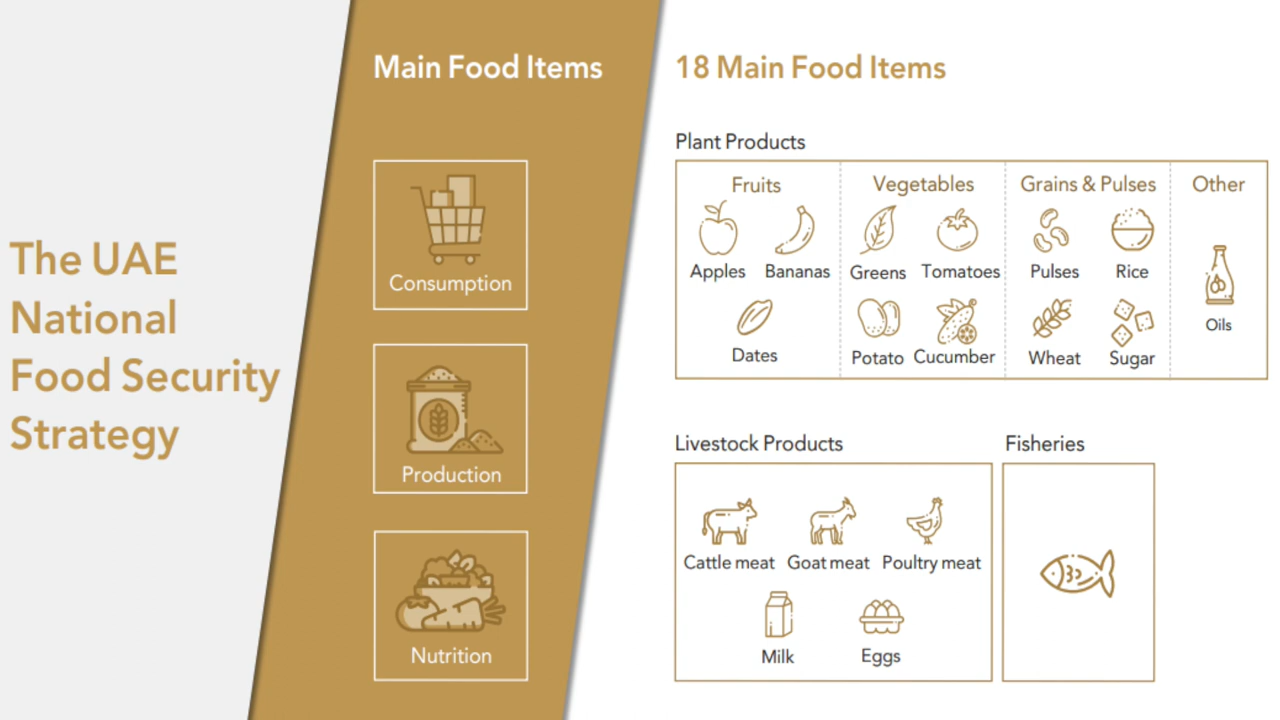 The UAE
National
Food Security
Strategy
Main Food Items
Consumption
Production
Nutrition
18 Main Food Items
Plant Products
Fruits
Apples Bananas
Dates
Vegetables
Greens Tomatoes
Potato Cucumber
Grains & Pulses
Pulses Rice
Wheat Sugar
Other
Oils
Livestock Products
Cattle meat Goat meat Poultry meat
Milk Eggs
Fisheries